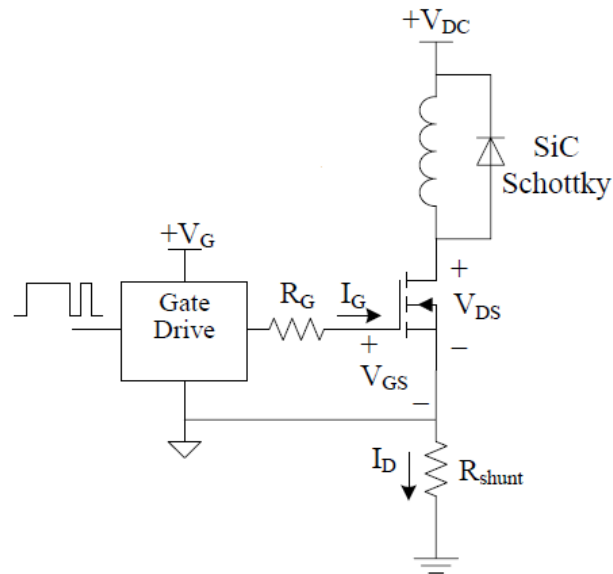 +V_DC
SiC
Schottky
+V_G
Gate
Drive
R_G
I_G
+
V_DS
−
+
V_GS
−
I_D
R_shunt